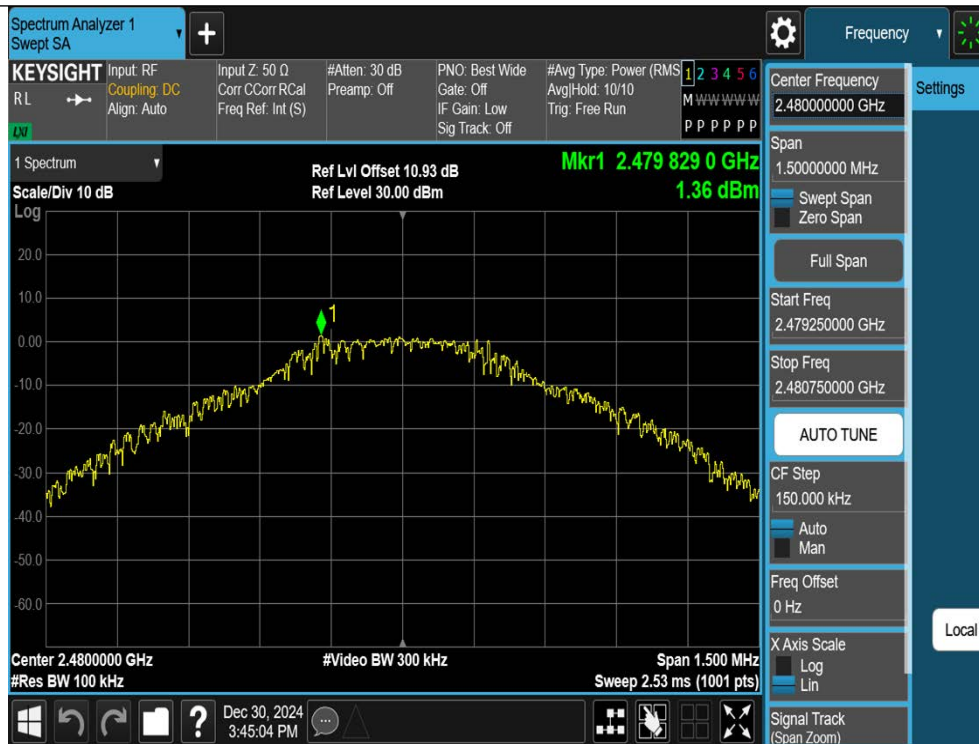 Spectrum Analyzer 1
Swept SA
+
Frequency
KEYSIGHT
RL
LXI
Input: RF
Coupling: DC
Align: Auto
Input Z: 50 Ω
Corr CCorr RCal
Freq Ref: Int (S)
#Atten: 30 dB
Preamp: Off
PNO: Best Wide
Gate: Off
IF Gain: Low
Sig Track: Off
#Avg Type: Power (RMS
Avg|Hold: 10/10
Trig: Free Run
1 2 3 4 5 6
M W W W W W
P P P P P P
1 Spectrum
Scale/Div 10 dB
Log
Ref Lvl Offset 10.93 dB
Ref Level 30.00 dBm
Mkr1 2.479 829 0 GHz
1.36 dBm
1
20.0
10.0
0.00
-10.0
-20.0
-30.0
-40.0
-50.0
-60.0
Center 2.4800000 GHz
#Res BW 100 kHz
#Video BW 300 kHz
Span 1.500 MHz
Sweep 2.53 ms (1001 pts)
Center Frequency
2.480000000 GHz
Settings
Span
1.50000000 MHz
Swept Span
Zero Span
Full Span
Start Freq
2.479250000 GHz
Stop Freq
2.480750000 GHz
AUTO TUNE
CF Step
150.000 kHz
Auto
Man
Freq Offset
0 Hz
Local
X Axis Scale
Log
Lin
Signal Track
(Span Zoom)
?
Dec 30, 2024
3:45:04 PM